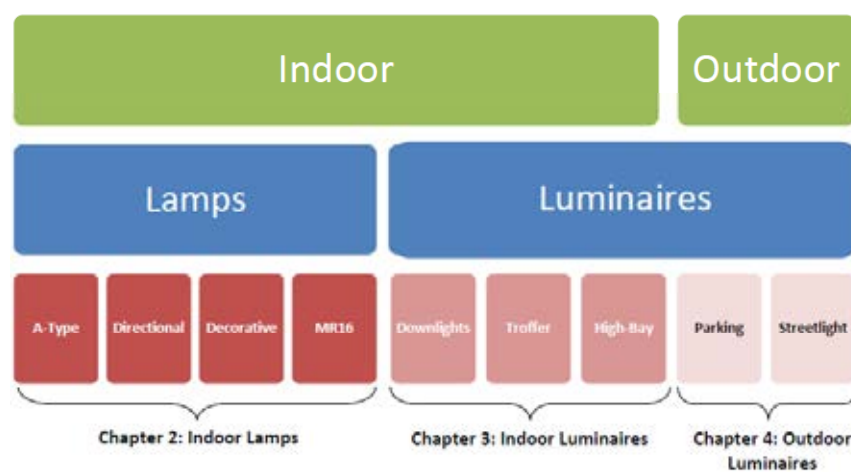 Indoor
Outdoor
Lamps
Luminaires
A-Type
Directional
Decorative
MR16
Downlights
Troffer
High-Bay
Parking
Streetlight
Chapter 2: Indoor Lamps
Chapter 3: Indoor Luminaires
Chapter 4: Outdoor
Luminaires